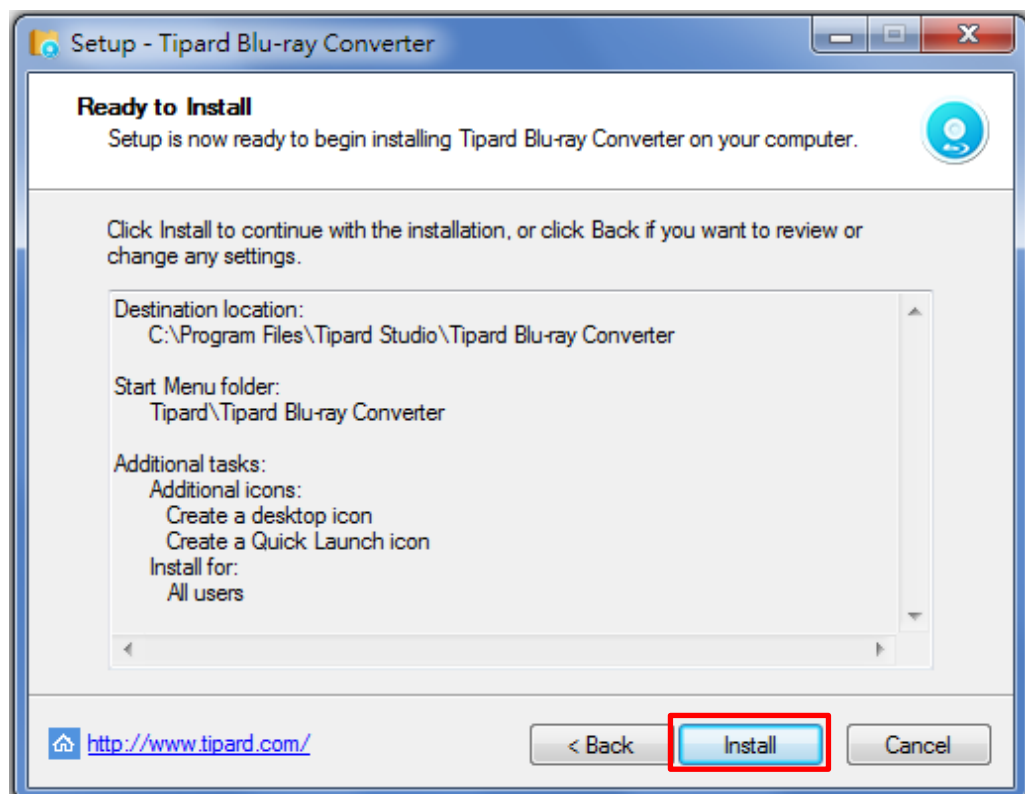 Setup - Tipard Blu-ray Converter
Ready to Install
Setup is now ready to begin installing Tipard Blu-ray Converter on your computer.
Click Install to continue with the installation, or click Back if you want to review or
change any settings.
Destination location:
C:\Program Files\Tipard Studio\Tipard Blu-ray Converter
Start Menu folder:
Tipard\Tipard Blu-ray Converter
Additional tasks:
Additional icons:
Create a desktop icon
Create a Quick Launch icon
Install for:
All users
http://www.tipard.com/
< Back
Install
Cancel